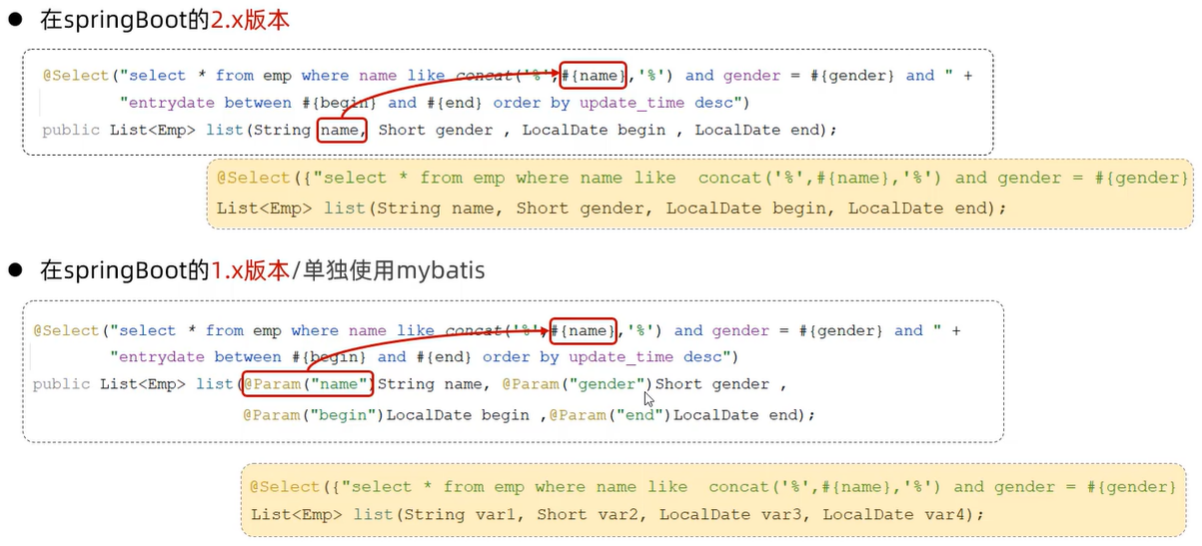 ● 在springBoot的2.x版本
@Select("select * from emp where name like concat('%',#{name},'%') and gender = #{gender} and " +
"entrydate between #{begin} and #{end} order by update_time desc")
public List<Emp> list(String name, Short gender , LocalDate begin , LocalDate end);
@Select({"select * from emp where name like  concat('%',#{name},'%') and gender = #{gender}
List<Emp> list(String name, Short gender, LocalDate begin, LocalDate end);
● 在springBoot的1.x版本/单独使用mybatis
@Select("select * from emp where name like concat('%',#{name},'%') and gender = #{gender} and " +
"entrydate between #{begin} and #{end} order by update_time desc")
public List<Emp> list(@Param("name")String name, @Param("gender")Short gender ,
@Param("begin")LocalDate begin ,@Param("end")LocalDate end);
@Select({"select * from emp where name like  concat('%',#{name},'%') and gender = #{gender}
List<Emp> list(String var1, Short var2, LocalDate var3, LocalDate var4);